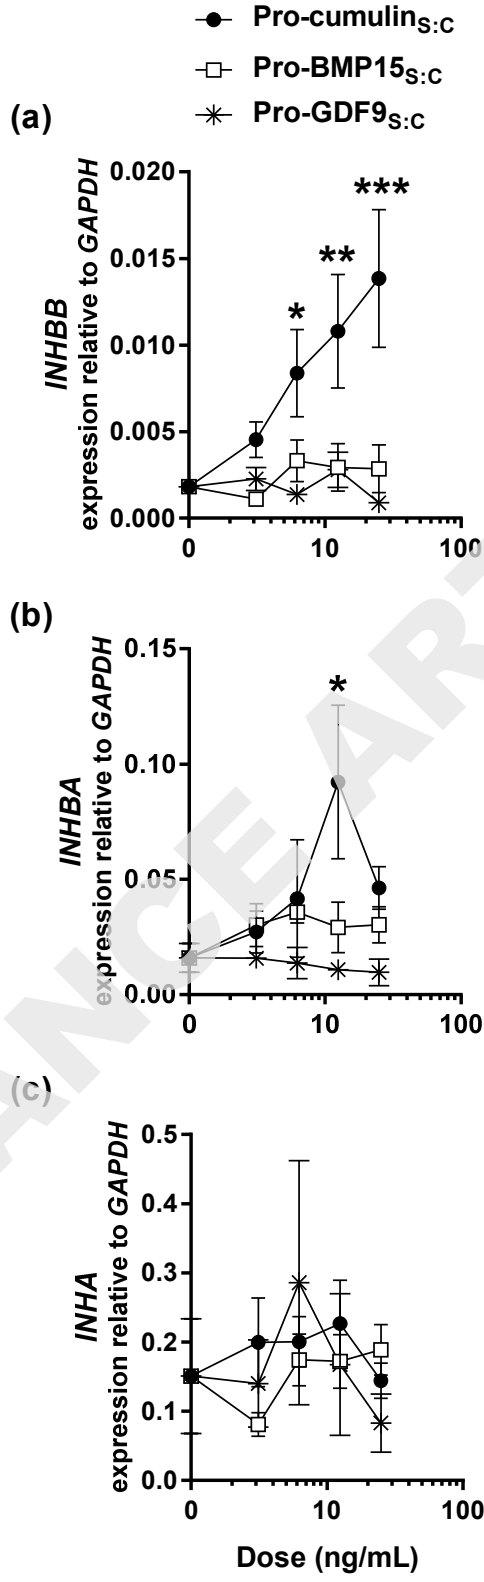 Pro-cumulinS:C
Pro-BMP15S:C
Pro-GDF9S:C
(a)
INHBB
expression relative to GAPDH
0.020
0.015
0.010
0.005
0.000
*
**
***
0
10
100
(b)
INHBA
expression relative to GAPDH
0.15
0.10
0.05
0.00
*
0
10
100
(c)
INHA
expression relative to GAPDH
0.5
0.4
0.3
0.2
0.1
0.0
0
10
100
Dose (ng/mL)